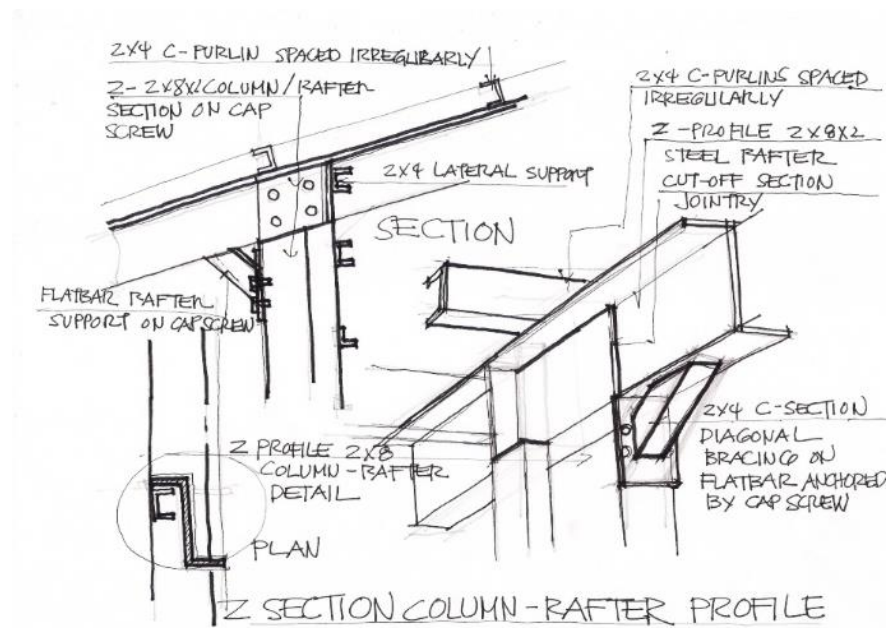 2X4 C-PURLIN SPACED IRREGULARLY
Z- 2X8X2 COLUMN/RAFTER
SECTION ON CAP
SCREW
2X4 LATERAL SUPPORT
SECTION
FLATBAR RAFTER
SUPPORT ON CAPSCREW
2X4 C-PURLINS SPACED
IRREGULARLY
Z-PROFILE 2X8X2
STEEL RAFTER
CUT-OFF SECTION
JOINTRY
2X4 C-SECTION
DIAGONAL
BRACING ON
FLATBAR ANCHORED
BY CAP SCREW
Z PROFILE 2X8
COLUMN-RAFTER
DETAIL
PLAN
Z SECTION COLUMN-RAFTER PROFILE